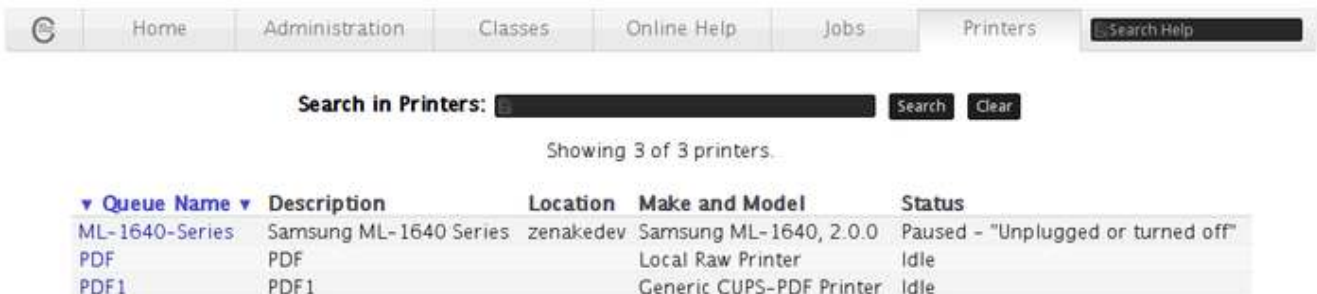 Home Administration Classes Online Help Jobs Printers Search Help
Search in Printers: Search Clear
Showing 3 of 3 printers.
▼ Queue Name ▼ Description Location Make and Model Status
ML-1640-Series Samsung ML-1640 Series zenakedev Samsung ML-1640, 2.0.0 Paused - "Unplugged or turned off"
PDF PDF Local Raw Printer Idle
PDF1 PDF1 Generic CUPS-PDF Printer Idle